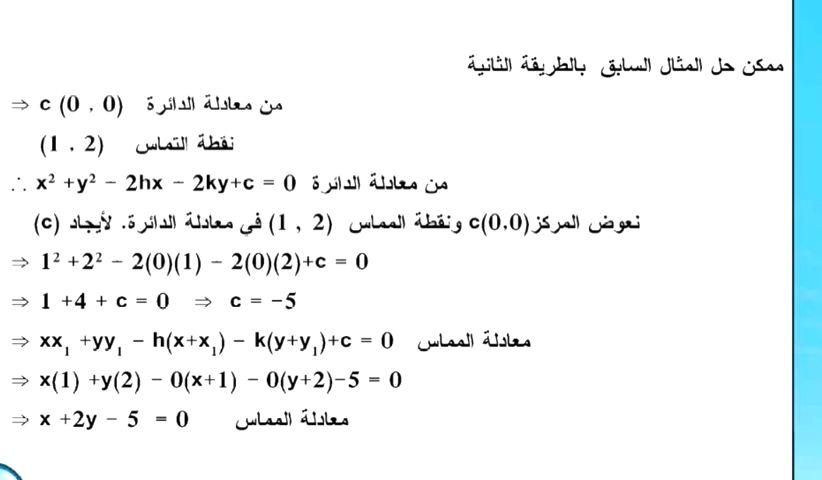 ممكن حل المثال السابق بالطريقة الثانية
⇒ c (0 , 0) من معادلة الدائرة
(1 , 2) نقطة التماس
∴ x² +y² − 2hx − 2ky+c = 0 من معادلة الدائرة
نعوض المركز c(0,0) ونقطة المماس (1 , 2) في معادلة الدائرة. لأيجاد (c)
⇒ 1² +2² − 2(0)(1) − 2(0)(2)+c = 0
⇒ 1 +4 + c = 0 ⇒ c = −5
⇒ xx₁ +yy₁ − h(x+x₁) − k(y+y₁)+c = 0 معادلة المماس
⇒ x(1) +y(2) − 0(x+1) − 0(y+2)−5 = 0
⇒ x +2y − 5 = 0 معادلة المماس